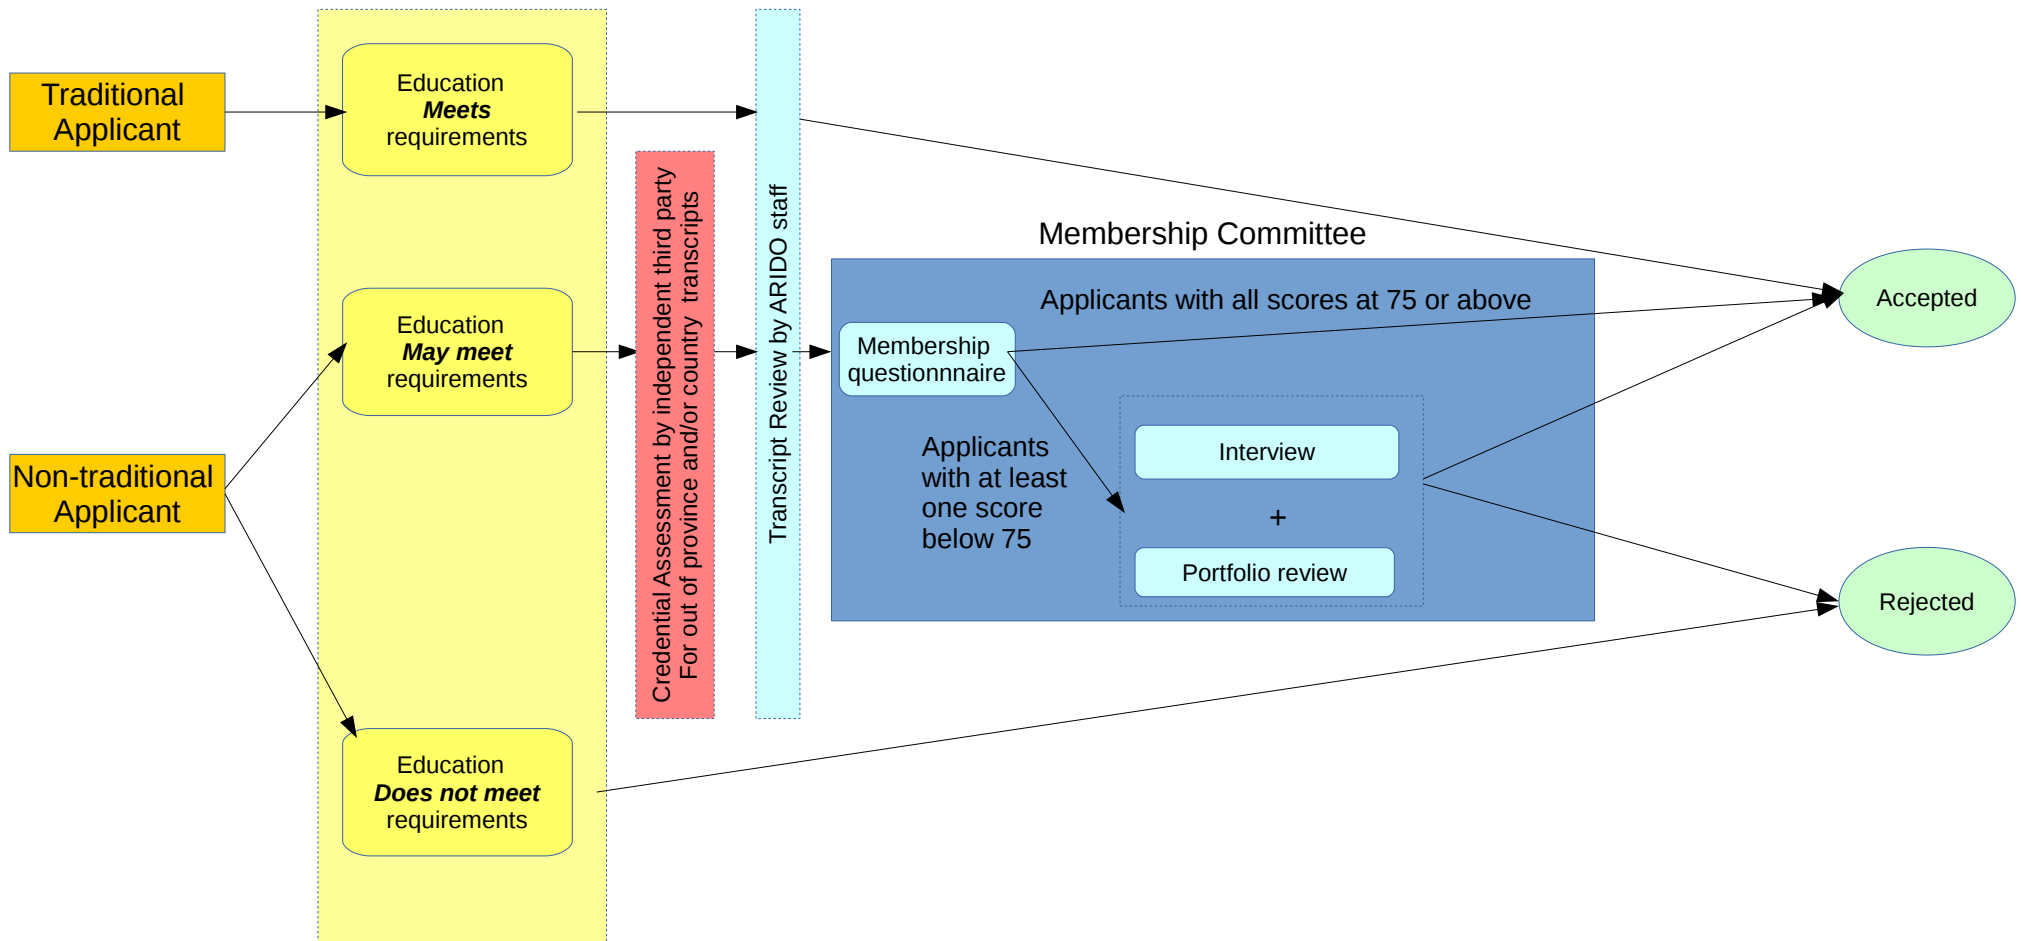 Traditional
Applicant
Non-traditional
Applicant
Education
Meets
requirements
Education
May meet
requirements
Education
Does not meet
requirements
Credential Assessment by independent third party
For out of province and/or country transcripts
Transcript Review by ARIDO staff
Membership Committee
Applicants with all scores at 75 or above
Membership
questionnnaire
Applicants
with at least
one score
below 75
Interview
+
Portfolio review
Accepted
Rejected